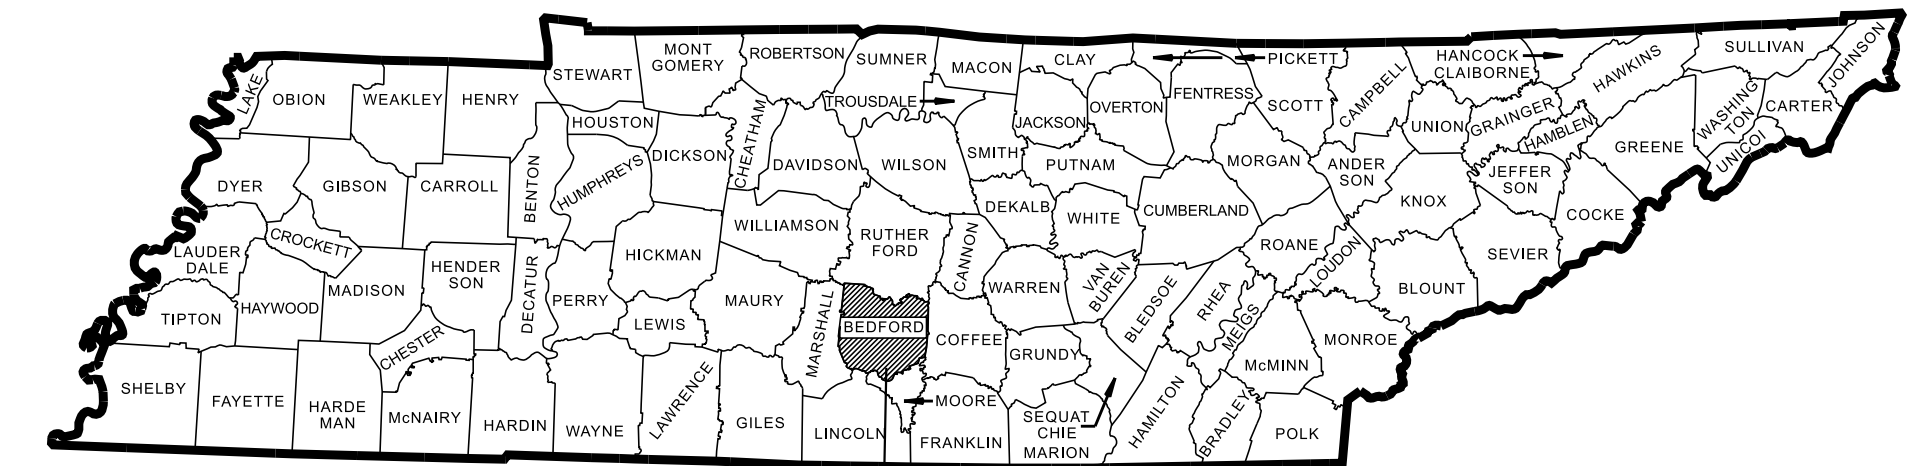 LAKE
OBION
WEAKLEY
HENRY
STEWART
MONT
GOMERY
ROBERTSON
SUMNER
MACON
CLAY
PICKETT
HANCOCK
CLAIBORNE
HAWKINS
SULLIVAN
JOHNSON
TROUSDALE
HOUSTON
CHEATHAM
JACKSON
OVERTON
FENTRESS
SCOTT
CAMPBELL
UNION
GRAINGER
HAMBLEN
WASHING
TON
CARTER
UNICOI
GREENE
DYER
GIBSON
CARROLL
BENTON
HUMPHREYS
DICKSON
DAVIDSON
WILSON
SMITH
PUTNAM
MORGAN
ANDER
SON
KNOX
JEFFER
SON
COCKE
LAUDER
DALE
CROCKETT
WILLIAMSON
RUTHER
FORD
CANNON
DEKALB
WHITE
CUMBERLAND
ROANE
LOUDON
SEVIER
HAYWOOD
MADISON
HENDER
SON
DECATUR
PERRY
HICKMAN
LEWIS
MAURY
MARSHALL
BEDFORD
COFFEE
WARREN
VAN
BUREN
BLEDSOE
RHEA
MEIGS
BLOUNT
MONROE
TIPTON
CHESTER
GRUNDY
McMINN
SHELBY
FAYETTE
HARDE
MAN
McNAIRY
HARDIN
WAYNE
LAWRENCE
GILES
LINCOLN
MOORE
FRANKLIN
SEQUAT
CHIE
MARION
HAMILTON
BRADLEY
POLK